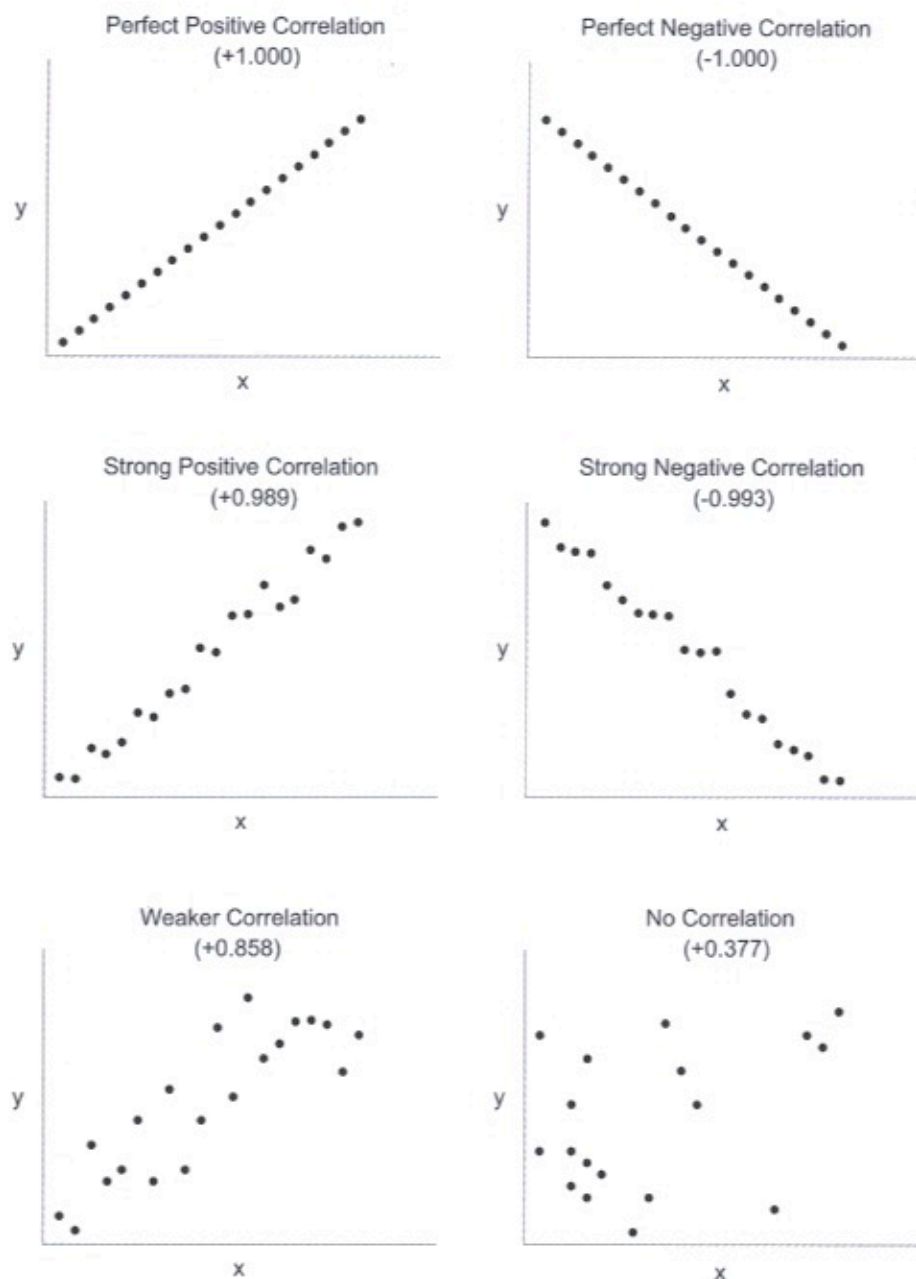 Perfect Positive Correlation
(+1.000)
y
x
Perfect Negative Correlation
(-1.000)
y
x
Strong Positive Correlation
(+0.989)
y
x
Strong Negative Correlation
(-0.993)
y
x
Weaker Correlation
(+0.858)
y
x
No Correlation
(+0.377)
y
x